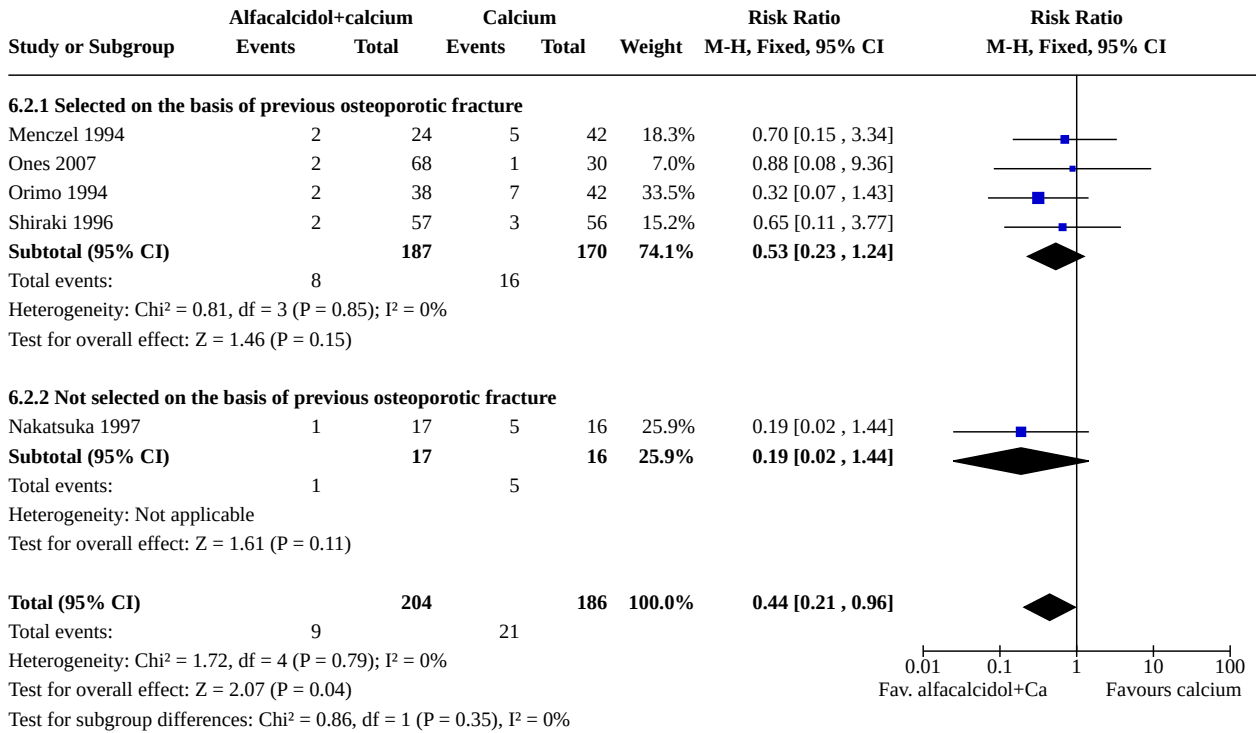 Alfacalcidol+calcium Calcium Risk Ratio Risk Ratio
Study or Subgroup Events Total Events Total Weight M-H, Fixed, 95% CI M-H, Fixed, 95% CI
6.2.1 Selected on the basis of previous osteoporotic fracture
Menczel 1994 2 24 5 42 18.3% 0.70 [0.15 , 3.34]
Ones 2007 2 68 1 30 7.0% 0.88 [0.08 , 9.36]
Orimo 1994 2 38 7 42 33.5% 0.32 [0.07 , 1.43]
Shiraki 1996 2 57 3 56 15.2% 0.65 [0.11 , 3.77]
Subtotal (95% CI) 187 170 74.1% 0.53 [0.23 , 1.24]
Total events: 8 16
Heterogeneity: Chi² = 0.81, df = 3 (P = 0.85); I² = 0%
Test for overall effect: Z = 1.46 (P = 0.15)
6.2.2 Not selected on the basis of previous osteoporotic fracture
Nakatsuka 1997 1 17 5 16 25.9% 0.19 [0.02 , 1.44]
Subtotal (95% CI) 17 16 25.9% 0.19 [0.02 , 1.44]
Total events: 1 5
Heterogeneity: Not applicable
Test for overall effect: Z = 1.61 (P = 0.11)
Total (95% CI) 204 186 100.0% 0.44 [0.21 , 0.96]
Total events: 9 21
Heterogeneity: Chi² = 1.72, df = 4 (P = 0.79); I² = 0%
0.01 0.1 1 10 100
Test for overall effect: Z = 2.07 (P = 0.04) Fav. alfacalcidol+Ca Favours calcium
Test for subgroup differences: Chi² = 0.86, df = 1 (P = 0.35), I² = 0%